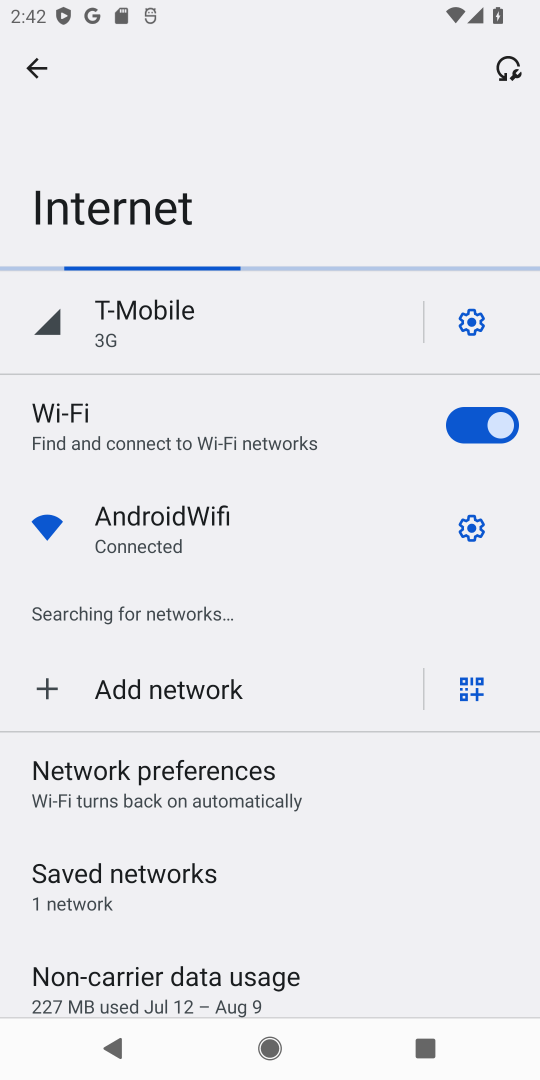 2:42
Internet
T-Mobile
3G
Wi-Fi
Find and connect to Wi-Fi networks
AndroidWifi
Connected
Searching for networks…
Add network
Network preferences
Wi-Fi turns back on automatically
Saved networks
1 network
Non-carrier data usage
227 MB used Jul 12 – Aug 9